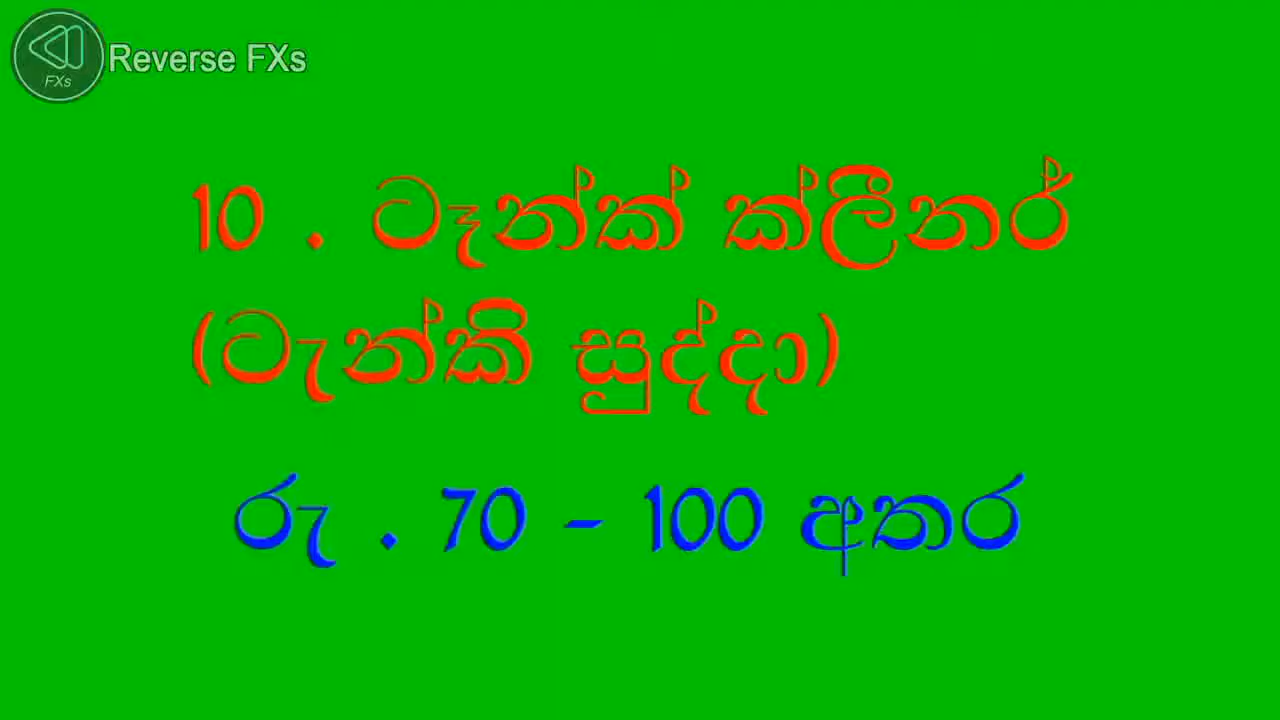 FXs
Reverse FXs
10 . ටෑන්ක් ක්ලීනර්
(ටැන්කි සුද්දා)
රු . 70 - 100 අතර